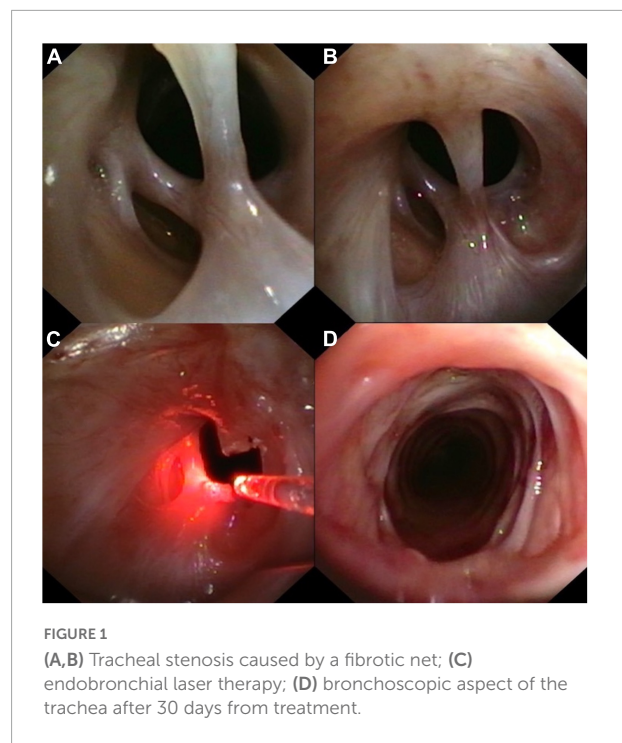 A
B
C
D
FIGURE 1
(A,B) Tracheal stenosis caused by a fibrotic net; (C)
endobronchial laser therapy; (D) bronchoscopic aspect of the
trachea after 30 days from treatment.